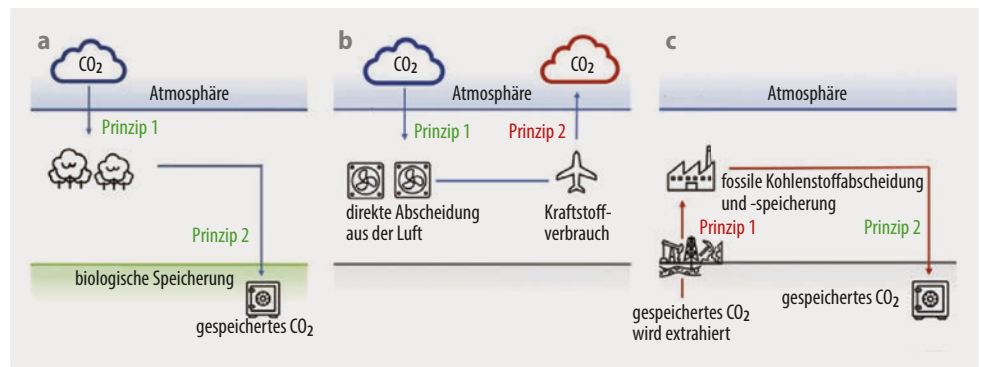 a
CO₂
Atmosphäre
Prinzip 1
Prinzip 2
biologische Speicherung
gespeichertes CO₂
b
CO₂
CO₂
Atmosphäre
Prinzip 1
Prinzip 2
direkte Abscheidung
aus der Luft
Kraftstoff-
verbrauch
c
Atmosphäre
fossile Kohlenstoffabscheidung
und -speicherung
Prinzip 1
Prinzip 2
gespeichertes CO₂
wird extrahiert
gespeichertes CO₂